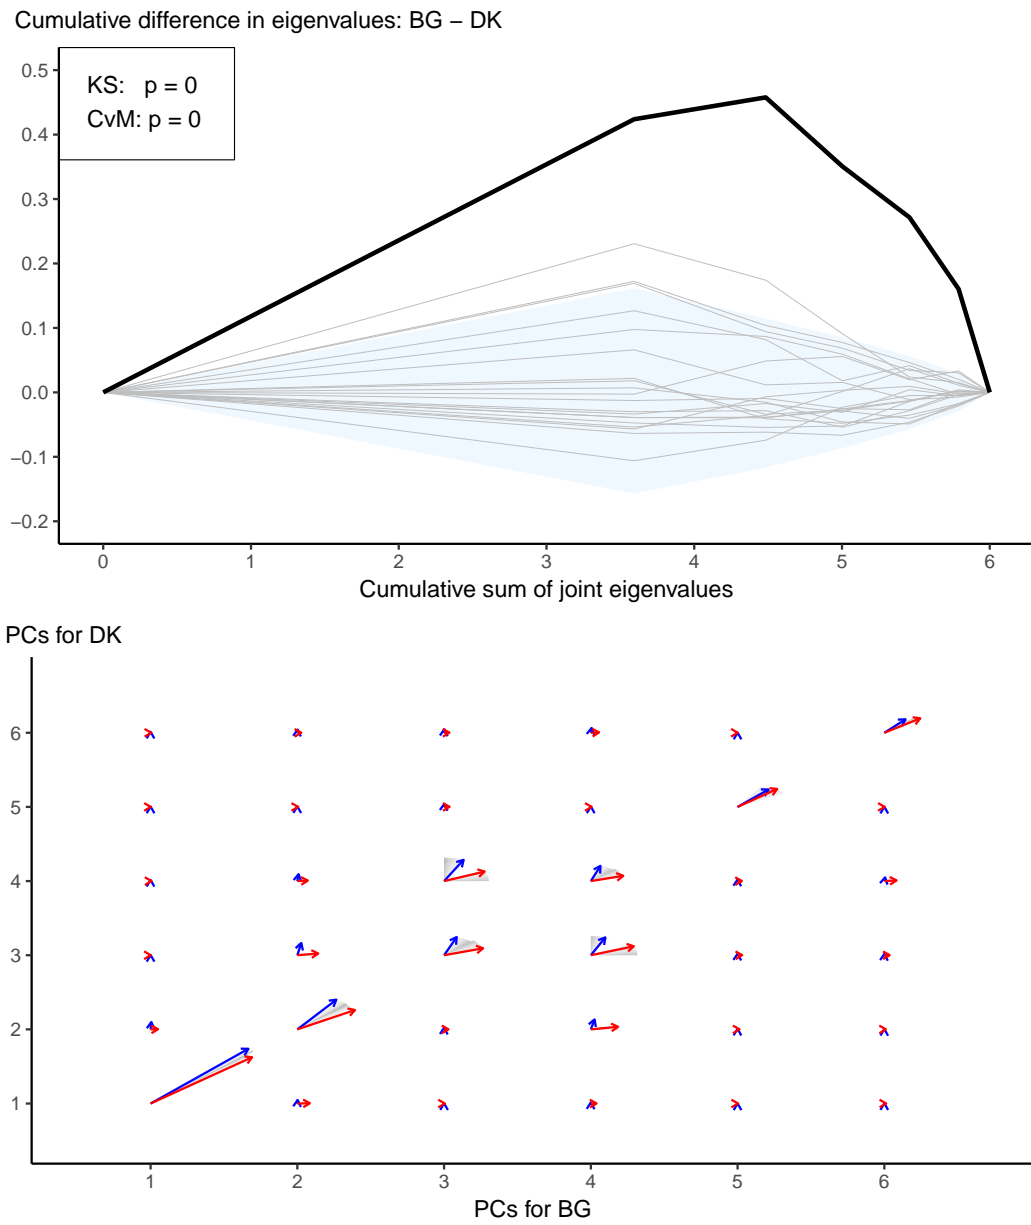 Cumulative difference in eigenvalues: BG – DK
KS: p = 0
CvM: p = 0
0.5
0.4
0.3
0.2
0.1
0.0
−0.1
−0.2
0 1 2 3 4 5 6
Cumulative sum of joint eigenvalues
PCs for DK
6
5
4
3
2
1
1 2 3 4 5 6
PCs for BG